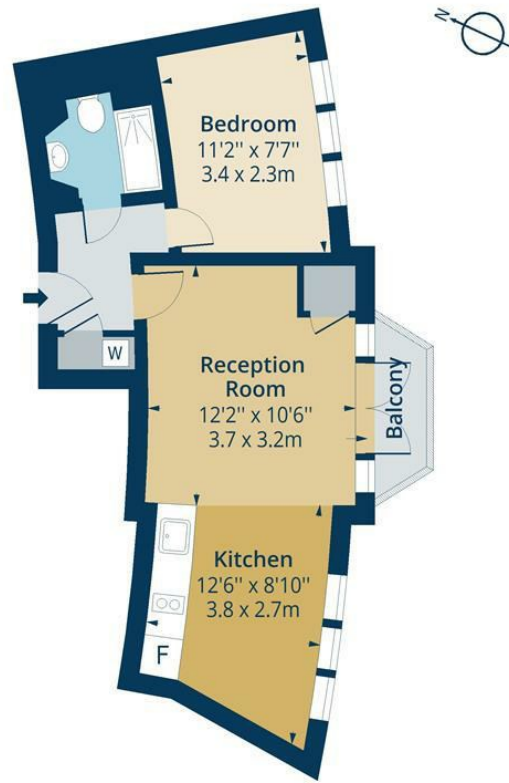 N
Bedroom
11'2" x 7'7"
3.4 x 2.3m
W
Reception
Room
12'2" x 10'6"
3.7 x 3.2m
Balcony
Kitchen
12'6" x 8'10"
3.8 x 2.7m
F